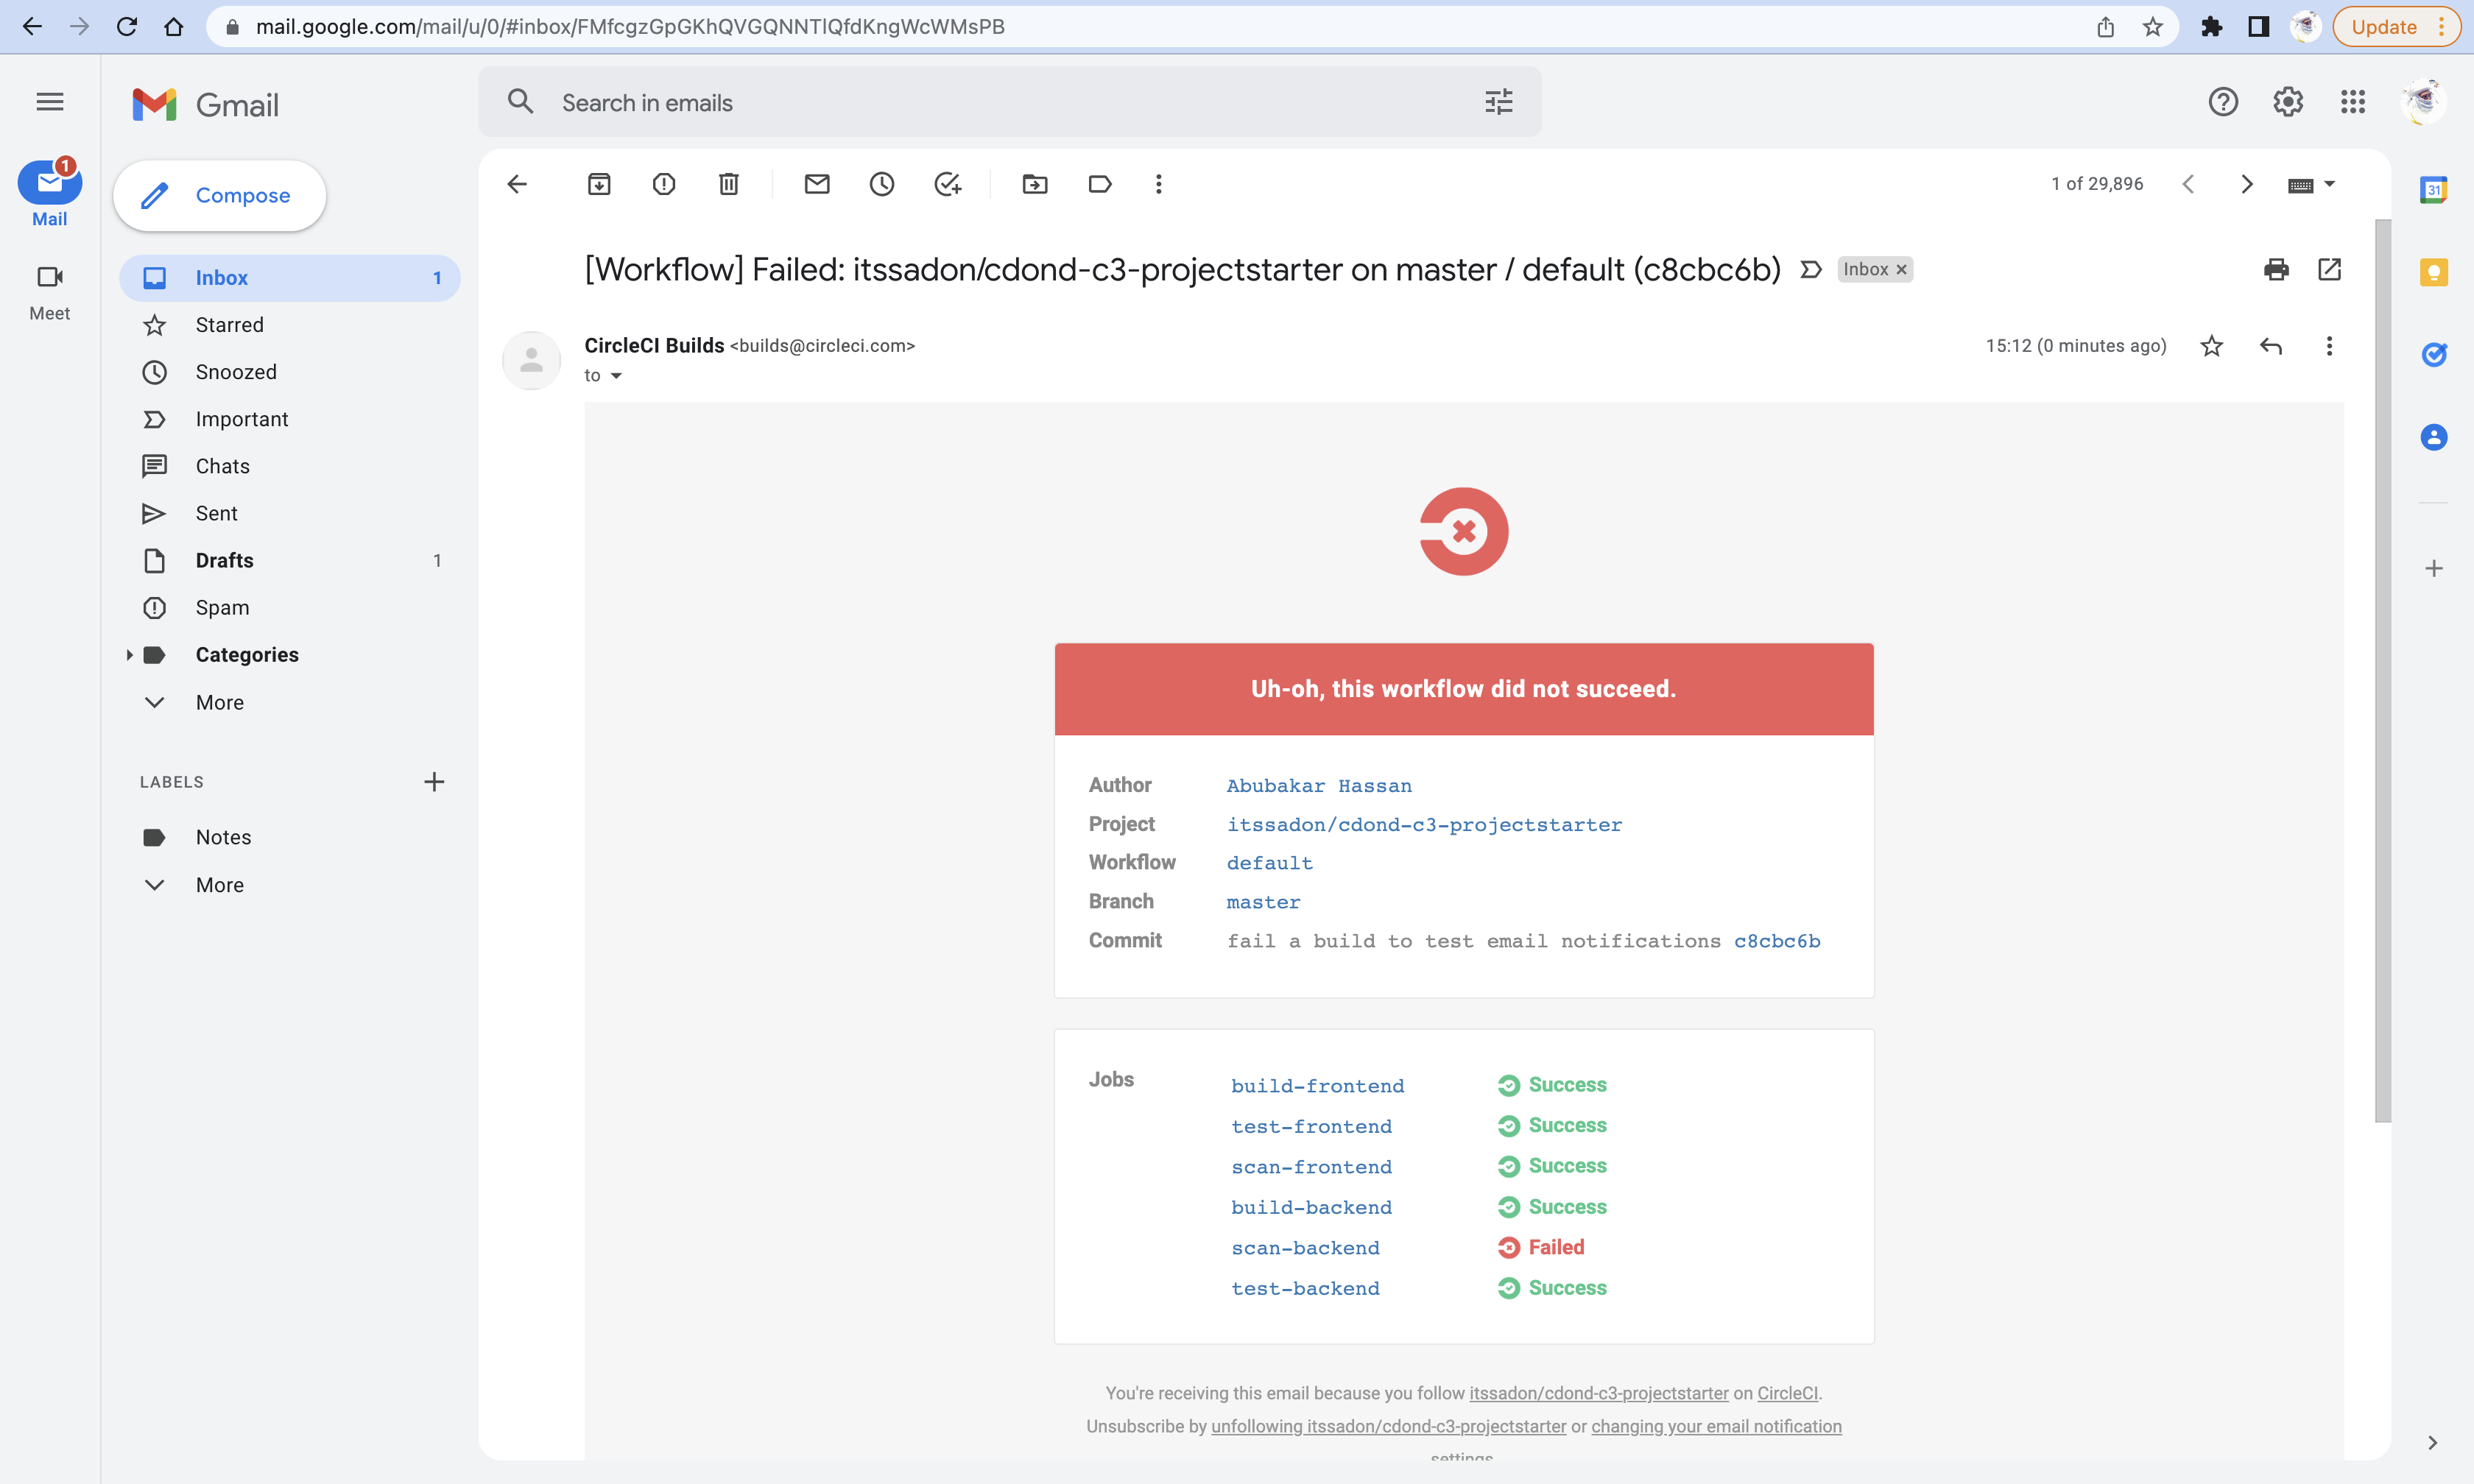 mail.google.com/mail/u/0/#inbox/FMfcgzGpGKhQVGQNNTlQfdKngWcWMsPB
Update
Gmail
Search in emails
1
Mail
Meet
Compose
Inbox 1
Starred
Snoozed
Important
Chats
Sent
Drafts 1
Spam
Categories
More
LABELS
Notes
More
1 of 29,896
31
[Workflow] Failed: itssadon/cdond-c3-projectstarter on master / default (c8cbc6b)
Inbox ×
CircleCI Builds <builds@circleci.com>
15:12 (0 minutes ago)
to
Uh-oh, this workflow did not succeed.
Author Abubakar Hassan
Project itssadon/cdond-c3-projectstarter
Workflow default
Branch master
Commit fail a build to test email notifications c8cbc6b
Jobs
build-frontend Success
test-frontend Success
scan-frontend Success
build-backend Success
scan-backend Failed
test-backend Success
You're receiving this email because you follow itssadon/cdond-c3-projectstarter on CircleCI.
Unsubscribe by unfollowing itssadon/cdond-c3-projectstarter or changing your email notification
settings